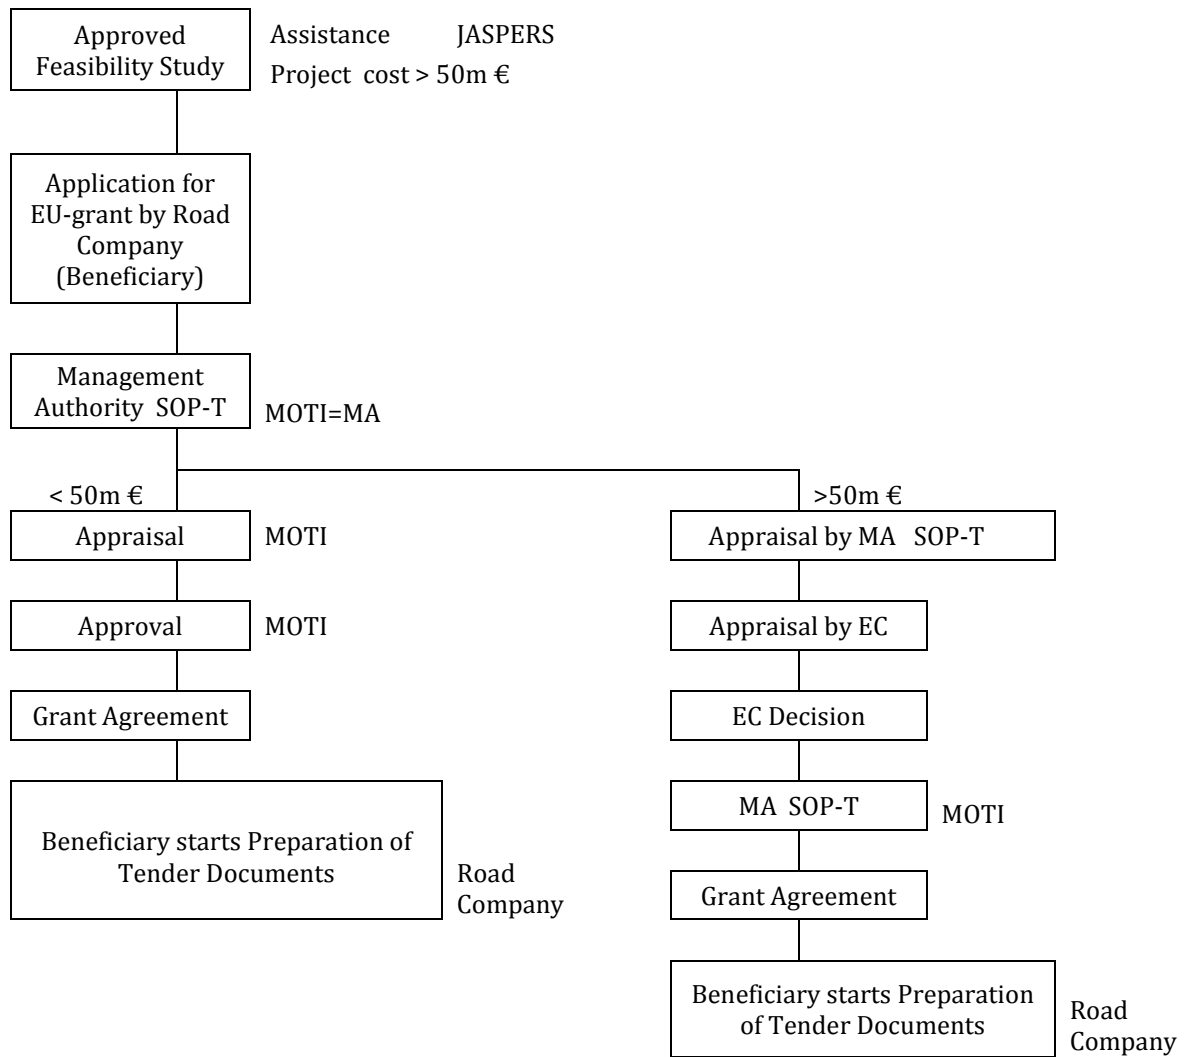 Approved
Feasibility Study
Assistance JASPERS
Project cost > 50m €
Application for
EU-grant by Road
Company
(Beneficiary)
Management
Authority SOP-T
MOTI=MA
< 50m €
>50m €
Appraisal
MOTI
Appraisal by MA SOP-T
Approval
MOTI
Appraisal by EC
Grant Agreement
EC Decision
Beneficiary starts Preparation of
Tender Documents
Road
Company
MA SOP-T
MOTI
Grant Agreement
Beneficiary starts Preparation
of Tender Documents
Road
Company